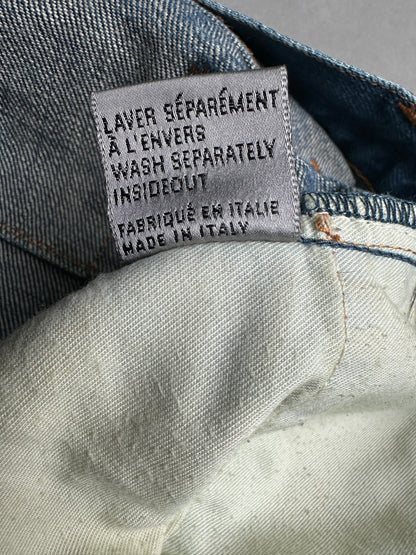 LAVER SÉPARÉMENT
À L'ENVERS
WASH SEPARATELY
INSIDEOUT
FABRIQUÉ EN ITALIE
MADE IN ITALY